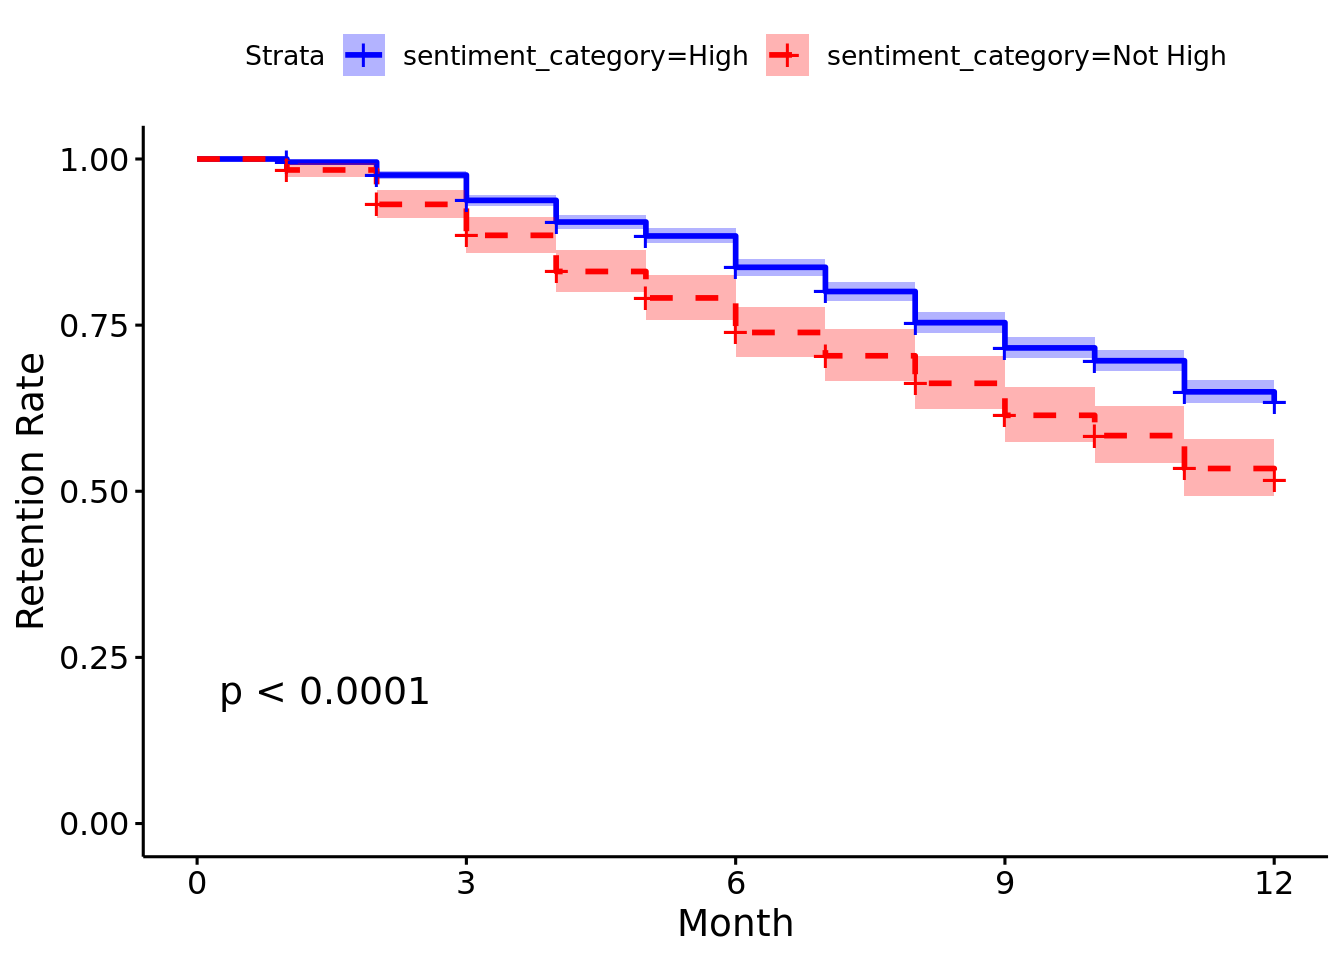 Strata sentiment_category=High sentiment_category=Not High
1.00
0.75
0.50
0.25
0.00
Retention Rate
p < 0.0001
0 3 6 9 12
Month